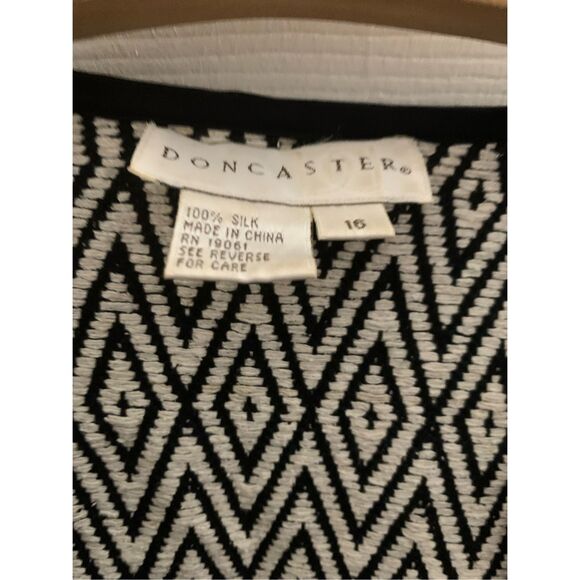 DONCASTER®
100% SILK
MADE IN CHINA
RN 19061
SEE REVERSE
FOR CARE
16